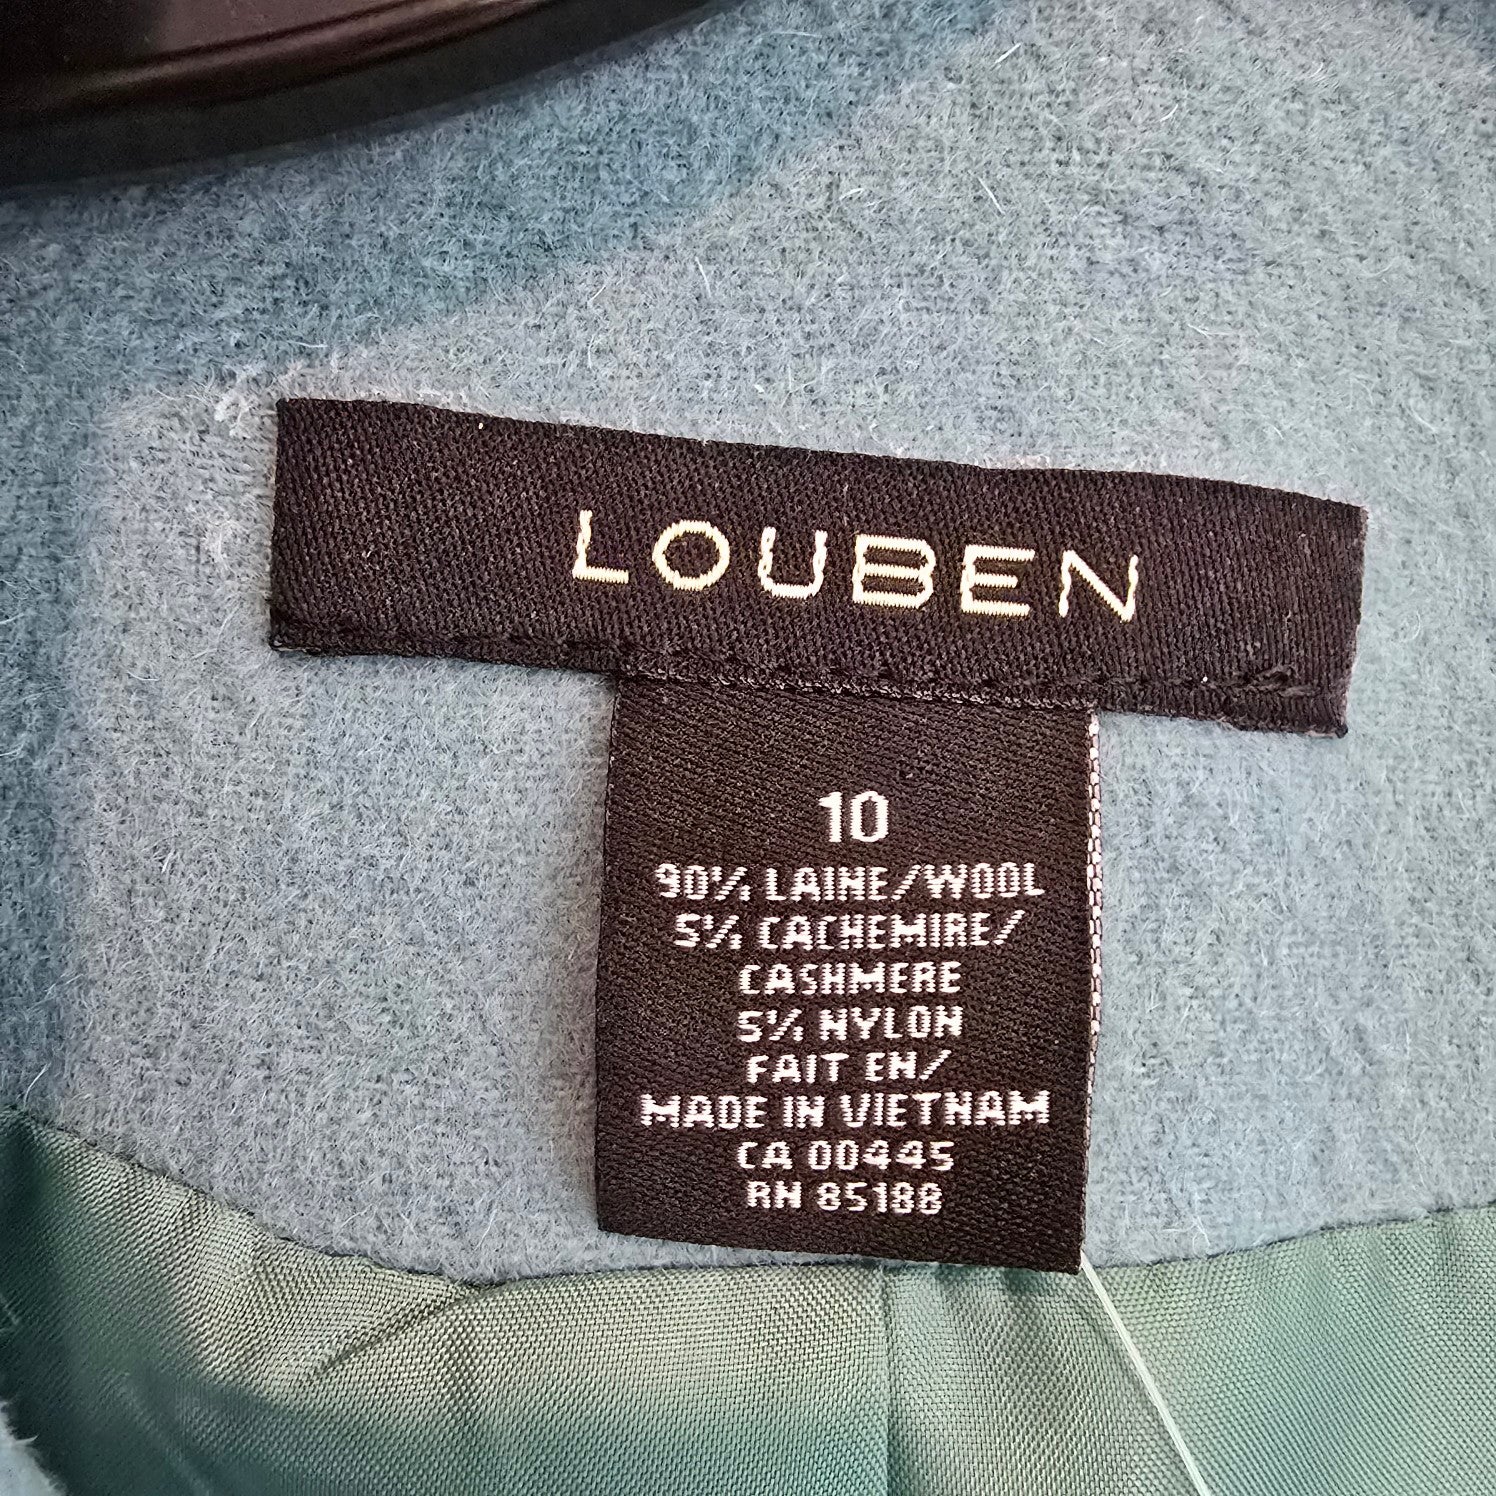 LOUBEN
10
90% LAINE/WOOL
5% CACHEMIRE/
CASHMERE
5% NYLON
FAIT EN/
MADE IN VIETNAM
CA 00445
RN 85188